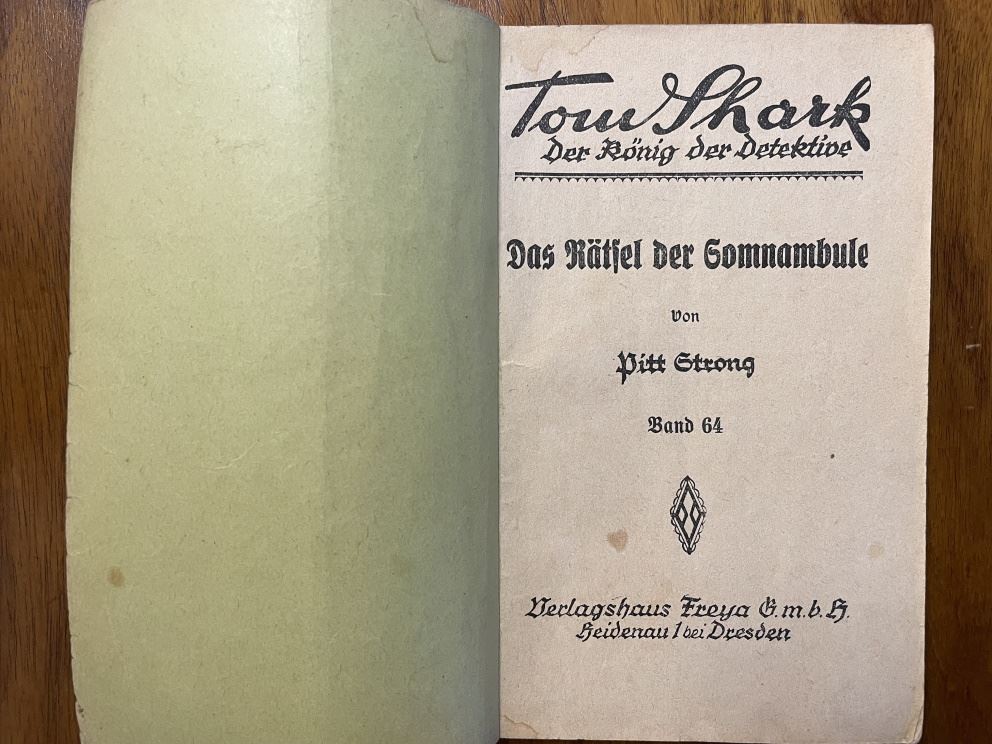 Tom Shark
Der König der Detektive
Das Rätsel der Somnambule
von
Pitt Strong
Band 64
Verlagshaus Freya G.m.b.H.
Heidenau 1 bei Dresden